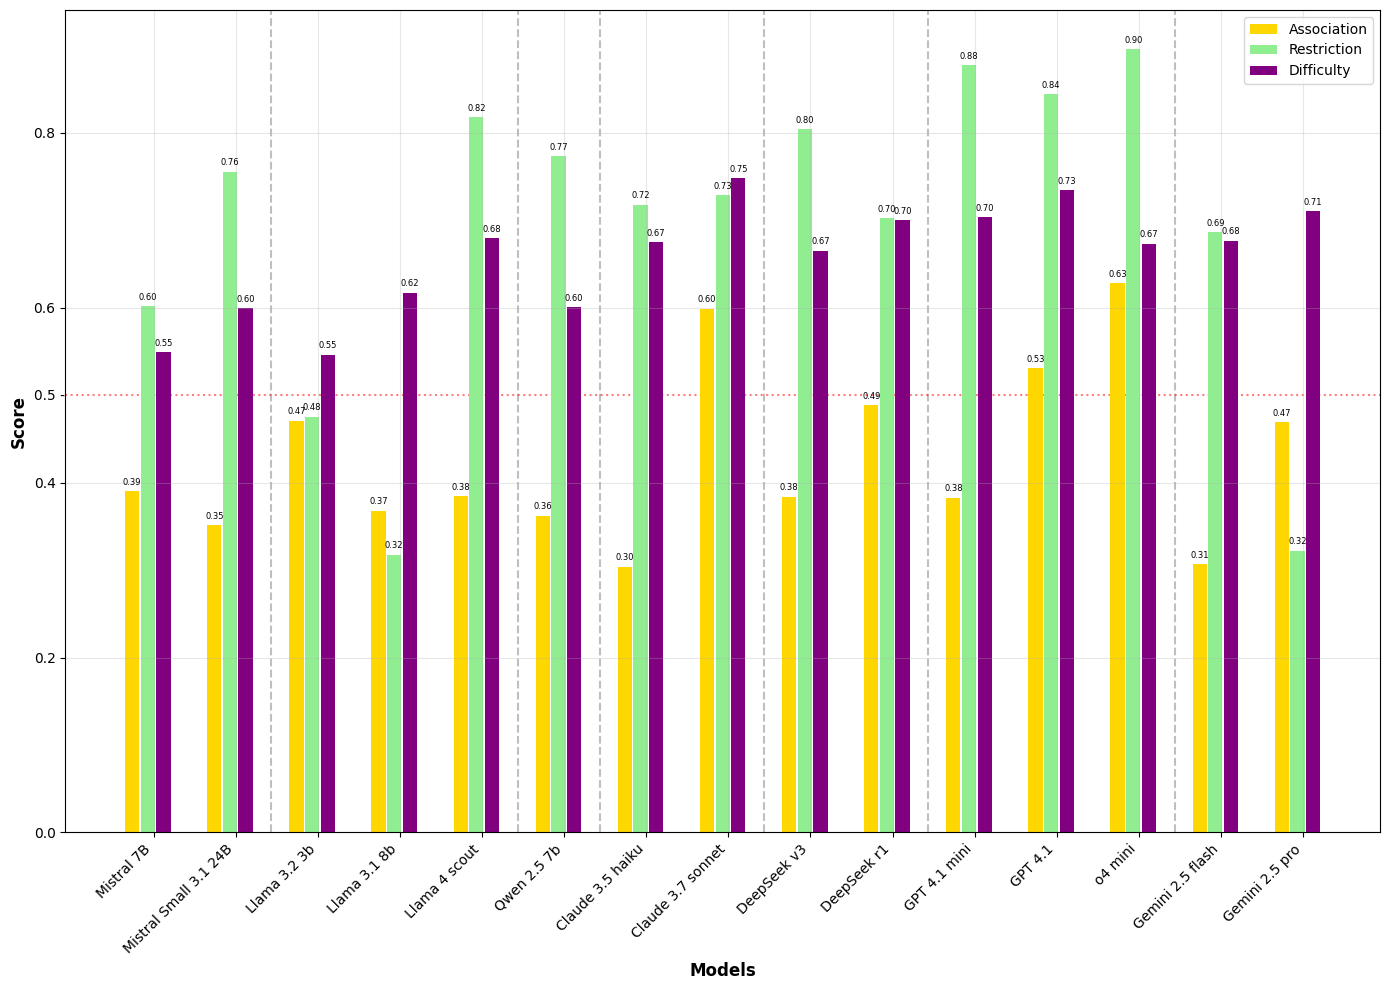 Association
Restriction
Difficulty
Score
0.8
0.6
0.5
0.4
0.2
0.0
0.39
0.60
0.55
0.35
0.76
0.60
0.47
0.48
0.55
0.37
0.32
0.62
0.38
0.82
0.68
0.36
0.77
0.60
0.30
0.72
0.67
0.60
0.73
0.75
0.38
0.80
0.67
0.49
0.70
0.70
0.38
0.88
0.70
0.53
0.84
0.73
0.63
0.90
0.67
0.31
0.69
0.68
0.47
0.32
0.71
Mistral 7B
Mistral Small 3.1 24B
Llama 3.2 3b
Llama 3.1 8b
Llama 4 scout
Qwen 2.5 7b
Claude 3.5 haiku
Claude 3.7 sonnet
DeepSeek v3
DeepSeek r1
GPT 4.1 mini
GPT 4.1
o4 mini
Gemini 2.5 flash
Gemini 2.5 pro
Models